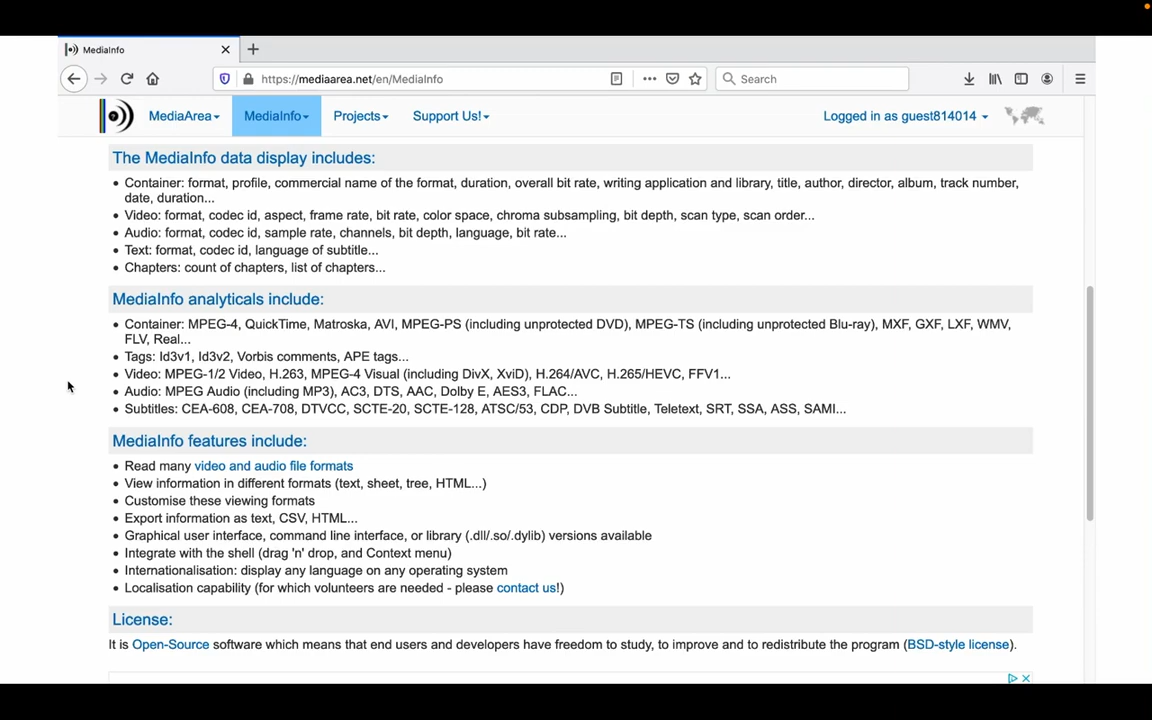 MediaInfo
https://mediaarea.net/en/MediaInfo
Search
MediaArea
MediaInfo
Projects
Support Us!
Logged in as guest814014
The MediaInfo data display includes:
Container: format, profile, commercial name of the format, duration, overall bit rate, writing application and library, title, author, director, album, track number,
date, duration...
Video: format, codec id, aspect, frame rate, bit rate, color space, chroma subsampling, bit depth, scan type, scan order...
Audio: format, codec id, sample rate, channels, bit depth, language, bit rate...
Text: format, codec id, language of subtitle...
Chapters: count of chapters, list of chapters...
MediaInfo analyticals include:
Container: MPEG-4, QuickTime, Matroska, AVI, MPEG-PS (including unprotected DVD), MPEG-TS (including unprotected Blu-ray), MXF, GXF, LXF, WMV,
FLV, Real...
Tags: Id3v1, Id3v2, Vorbis comments, APE tags...
Video: MPEG-1/2 Video, H.263, MPEG-4 Visual (including DivX, XviD), H.264/AVC, H.265/HEVC, FFV1...
Audio: MPEG Audio (including MP3), AC3, DTS, AAC, Dolby E, AES3, FLAC...
Subtitles: CEA-608, CEA-708, DTVCC, SCTE-20, SCTE-128, ATSC/53, CDP, DVB Subtitle, Teletext, SRT, SSA, ASS, SAMI...
MediaInfo features include:
Read many video and audio file formats
View information in different formats (text, sheet, tree, HTML...)
Customise these viewing formats
Export information as text, CSV, HTML...
Graphical user interface, command line interface, or library (.dll/.so/.dylib) versions available
Integrate with the shell (drag 'n' drop, and Context menu)
Internationalisation: display any language on any operating system
Localisation capability (for which volunteers are needed - please contact us!)
License:
It is Open-Source software which means that end users and developers have freedom to study, to improve and to redistribute the program (BSD-style license).